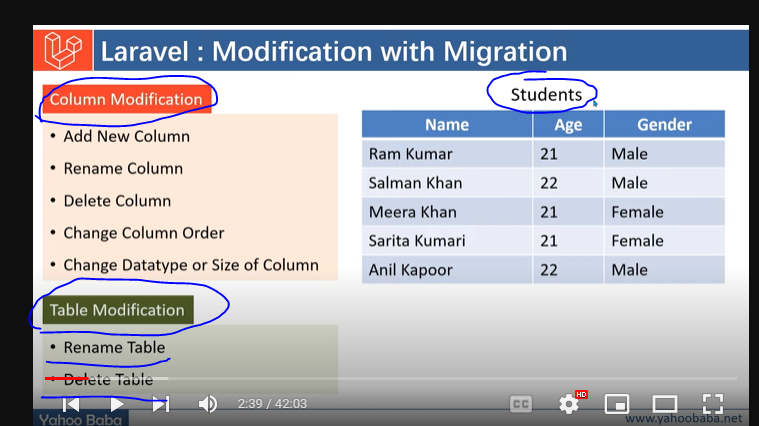 Laravel : Modification with Migration
Column Modification
• Add New Column
• Rename Column
• Delete Column
• Change Column Order
• Change Datatype or Size of Column
Table Modification
• Rename Table
• Delete Table
Students
Name Age Gender
Ram Kumar 21 Male
Salman Khan 22 Male
Meera Khan 21 Female
Sarita Kumari 21 Female
Anil Kapoor 22 Male
2:39 / 42:03
CC
HD
Yahoo Baba
www.yahoobaba.net